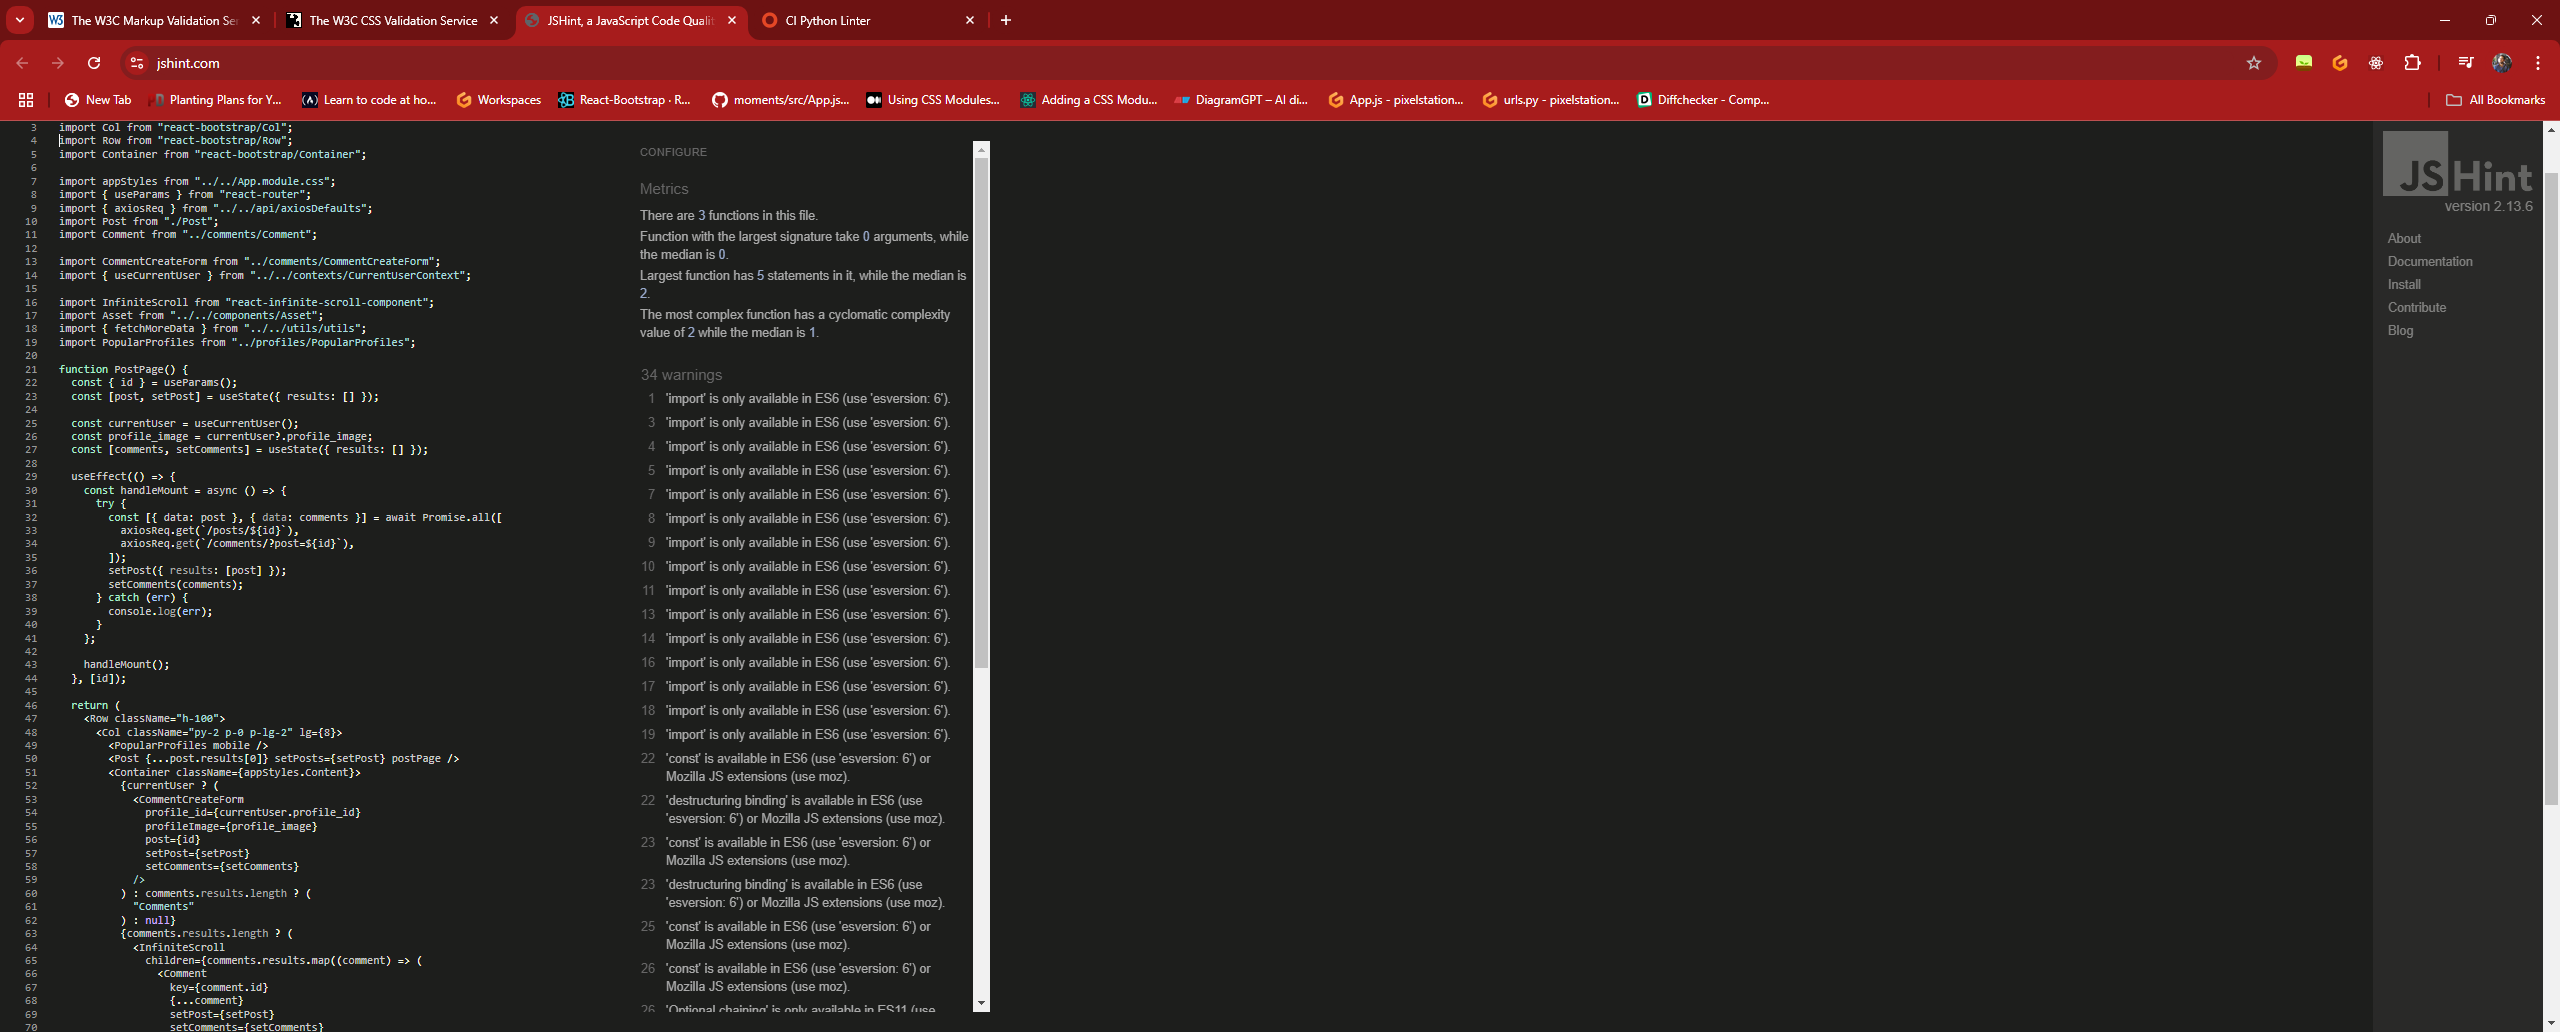 The W3C Markup Validation Se
The W3C CSS Validation Service
JSHint, a JavaScript Code Qualit
CI Python Linter
jshint.com
New Tab
Planting Plans for Y...
Learn to code at ho...
Workspaces
React-Bootstrap · R...
moments/src/App.js...
Using CSS Modules...
Adding a CSS Modu...
DiagramGPT – AI di...
App.js - pixelstation...
urls.py - pixelstation...
Diffchecker - Comp...
All Bookmarks
3 import Col from "react-bootstrap/Col";
4 import Row from "react-bootstrap/Row";
5 import Container from "react-bootstrap/Container";
6
7 import appStyles from "../../App.module.css";
8 import { useParams } from "react-router";
9 import { axiosReq } from "../../api/axiosDefaults";
10 import Post from "./Post";
11 import Comment from "../comments/Comment";
12
13 import CommentCreateForm from "../comments/CommentCreateForm";
14 import { useCurrentUser } from "../../contexts/CurrentUserContext";
15
16 import InfiniteScroll from "react-infinite-scroll-component";
17 import Asset from "../../components/Asset";
18 import { fetchMoreData } from "../../utils/utils";
19 import PopularProfiles from "../profiles/PopularProfiles";
20
21 function PostPage() {
22 const { id } = useParams();
23 const [post, setPost] = useState({ results: [] });
24
25 const currentUser = useCurrentUser();
26 const profile_image = currentUser?.profile_image;
27 const [comments, setComments] = useState({ results: [] });
28
29 useEffect(() => {
30 const handleMount = async () => {
31 try {
32 const [{ data: post }, { data: comments }] = await Promise.all([
33 axiosReq.get(`/posts/${id}`),
34 axiosReq.get(`/comments/?post=${id}`),
35 ]);
36 setPost({ results: [post] });
37 setComments(comments);
38 } catch (err) {
39 console.log(err);
40 }
41 };
42
43 handleMount();
44 }, [id]);
45
46 return (
47 <Row className="h-100">
48 <Col className="py-2 p-0 p-lg-2" lg={8}>
49 <PopularProfiles mobile />
50 <Post {...post.results[0]} setPosts={setPost} postPage />
51 <Container className={appStyles.Content}>
52 {currentUser ? (
53 <CommentCreateForm
54 profile_id={currentUser.profile_id}
55 profileImage={profile_image}
56 post={id}
57 setPost={setPost}
58 setComments={setComments}
59 />
60 ) : comments.results.length ? (
61 "Comments"
62 ) : null}
63 {comments.results.length ? (
64 <InfiniteScroll
65 children={comments.results.map((comment) => (
66 <Comment
67 key={comment.id}
68 {...comment}
69 setPost={setPost}
70 setComments={setComments}
CONFIGURE
Metrics
There are 3 functions in this file.
Function with the largest signature take 0 arguments, while
the median is 0.
Largest function has 5 statements in it, while the median is
2.
The most complex function has a cyclomatic complexity
value of 2 while the median is 1.
34 warnings
1 'import' is only available in ES6 (use 'esversion: 6').
3 'import' is only available in ES6 (use 'esversion: 6').
4 'import' is only available in ES6 (use 'esversion: 6').
5 'import' is only available in ES6 (use 'esversion: 6').
7 'import' is only available in ES6 (use 'esversion: 6').
8 'import' is only available in ES6 (use 'esversion: 6').
9 'import' is only available in ES6 (use 'esversion: 6').
10 'import' is only available in ES6 (use 'esversion: 6').
11 'import' is only available in ES6 (use 'esversion: 6').
13 'import' is only available in ES6 (use 'esversion: 6').
14 'import' is only available in ES6 (use 'esversion: 6').
16 'import' is only available in ES6 (use 'esversion: 6').
17 'import' is only available in ES6 (use 'esversion: 6').
18 'import' is only available in ES6 (use 'esversion: 6').
19 'import' is only available in ES6 (use 'esversion: 6').
22 'const' is available in ES6 (use 'esversion: 6') or
Mozilla JS extensions (use moz).
22 'destructuring binding' is available in ES6 (use
'esversion: 6') or Mozilla JS extensions (use moz).
23 'const' is available in ES6 (use 'esversion: 6') or
Mozilla JS extensions (use moz).
23 'destructuring binding' is available in ES6 (use
'esversion: 6') or Mozilla JS extensions (use moz).
25 'const' is available in ES6 (use 'esversion: 6') or
Mozilla JS extensions (use moz).
26 'const' is available in ES6 (use 'esversion: 6') or
Mozilla JS extensions (use moz).
26 'Optional chaining' is only available in ES11 (use
JSHint
version 2.13.6
About
Documentation
Install
Contribute
Blog